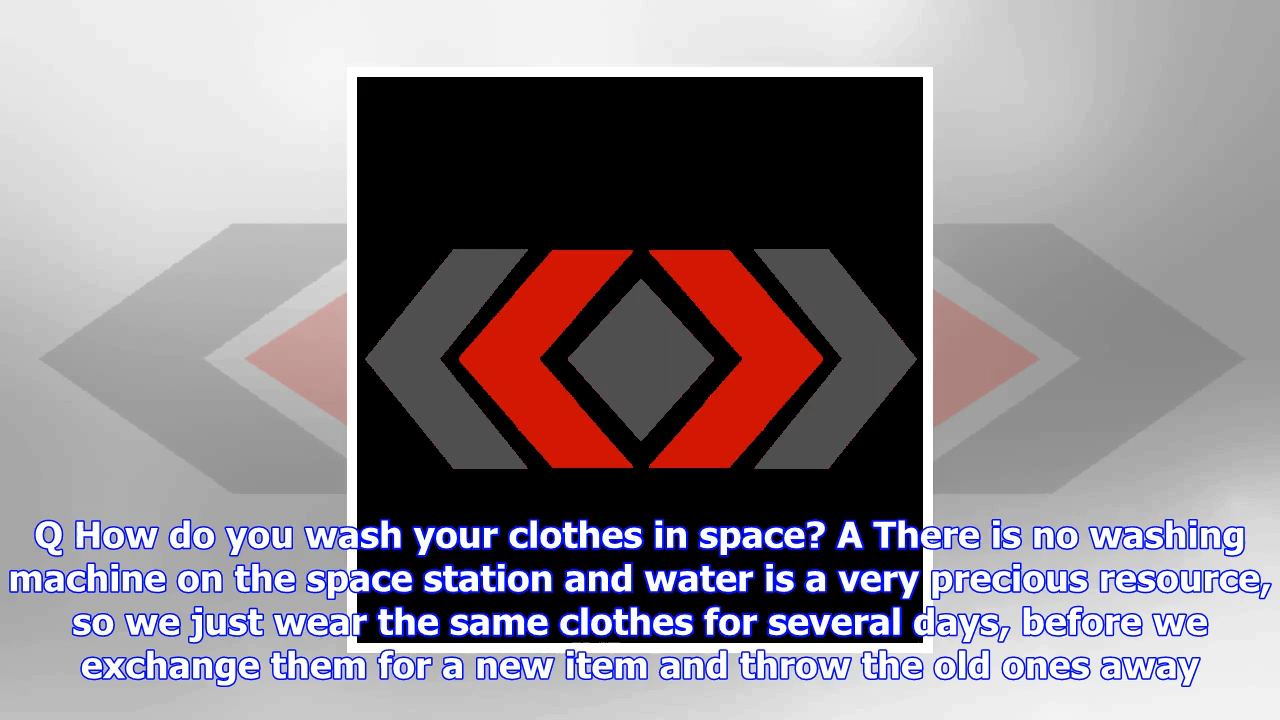 Q How do you wash your clothes in space? A There is no washing
machine on the space station and water is a very precious resource,
so we just wear the same clothes for several days, before we
exchange them for a new item and throw the old ones away